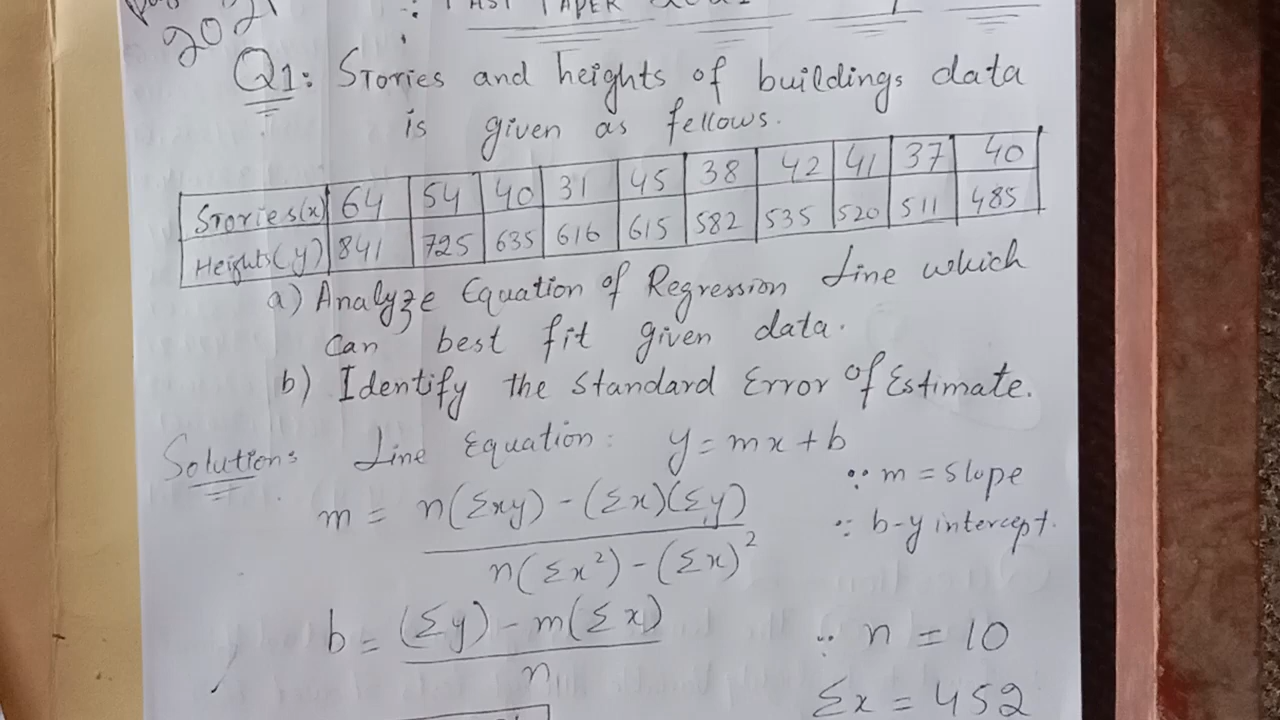 2021
PAST PAPER
Q1: Stories and heights of buildings data
is given as fellows.
Stories(x) 64 54 40 31 45 38 42 41 37 40
Heights(y) 841 725 635 616 615 582 535 520 511 485
a) Analyze Equation of Regression Line which
can best fit given data.
b) Identify the Standard Error of Estimate.
Solution: Line Equation: y = mx + b
∵ m = slope
m = n(Σxy) - (Σx)(Σy) / n(Σx²) - (Σx)²
∵ b-y intercept.
b = (Σy) - m(Σx) / n
∵ n = 10
Σx = 452